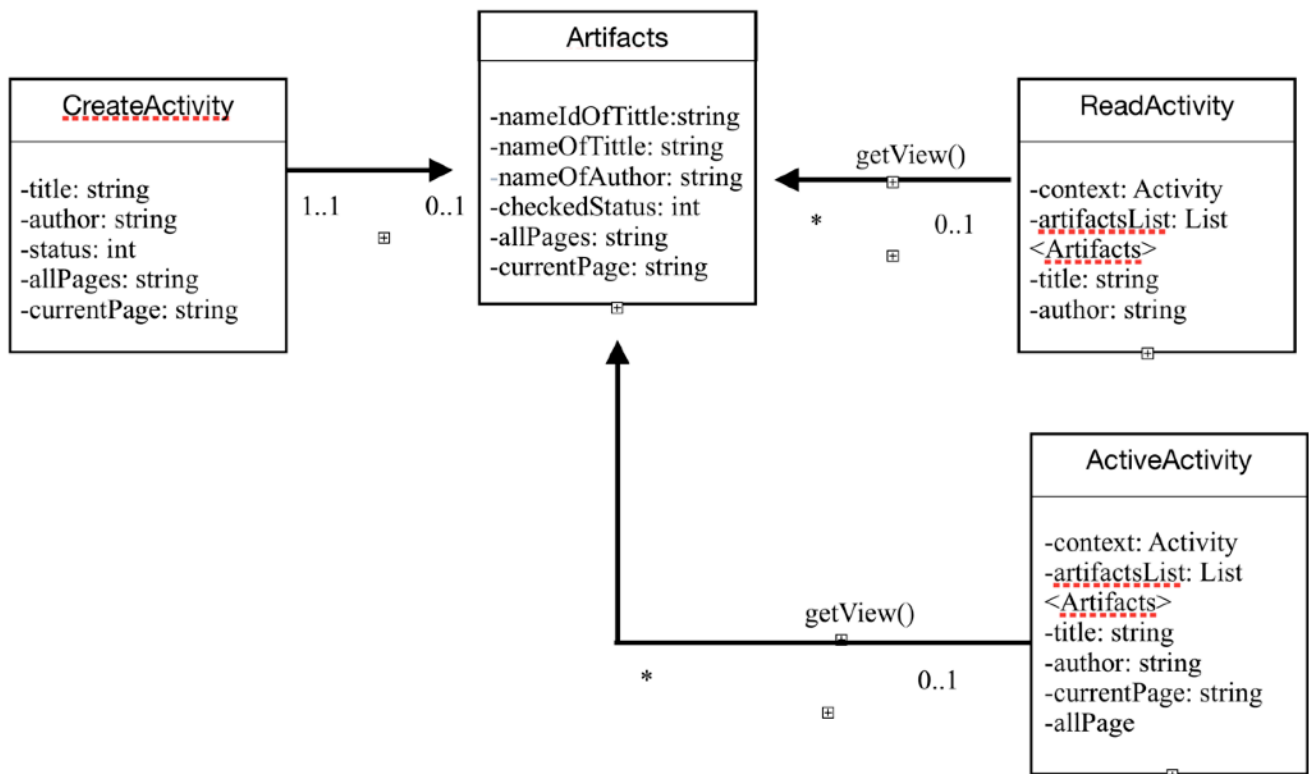 CreateActivity
-title: string
-author: string
-status: int
-allPages: string
-currentPage: string
1..1
0..1
Artifacts
-nameIdOfTittle:string
-nameOfTittle: string
-nameOfAuthor: string
-checkedStatus: int
-allPages: string
-currentPage: string
getView()
*
0..1
ReadActivity
-context: Activity
-artifactsList: List
<Artifacts>
-title: string
-author: string
getView()
*
0..1
ActiveActivity
-context: Activity
-artifactsList: List
<Artifacts>
-title: string
-author: string
-currentPage: string
-allPage